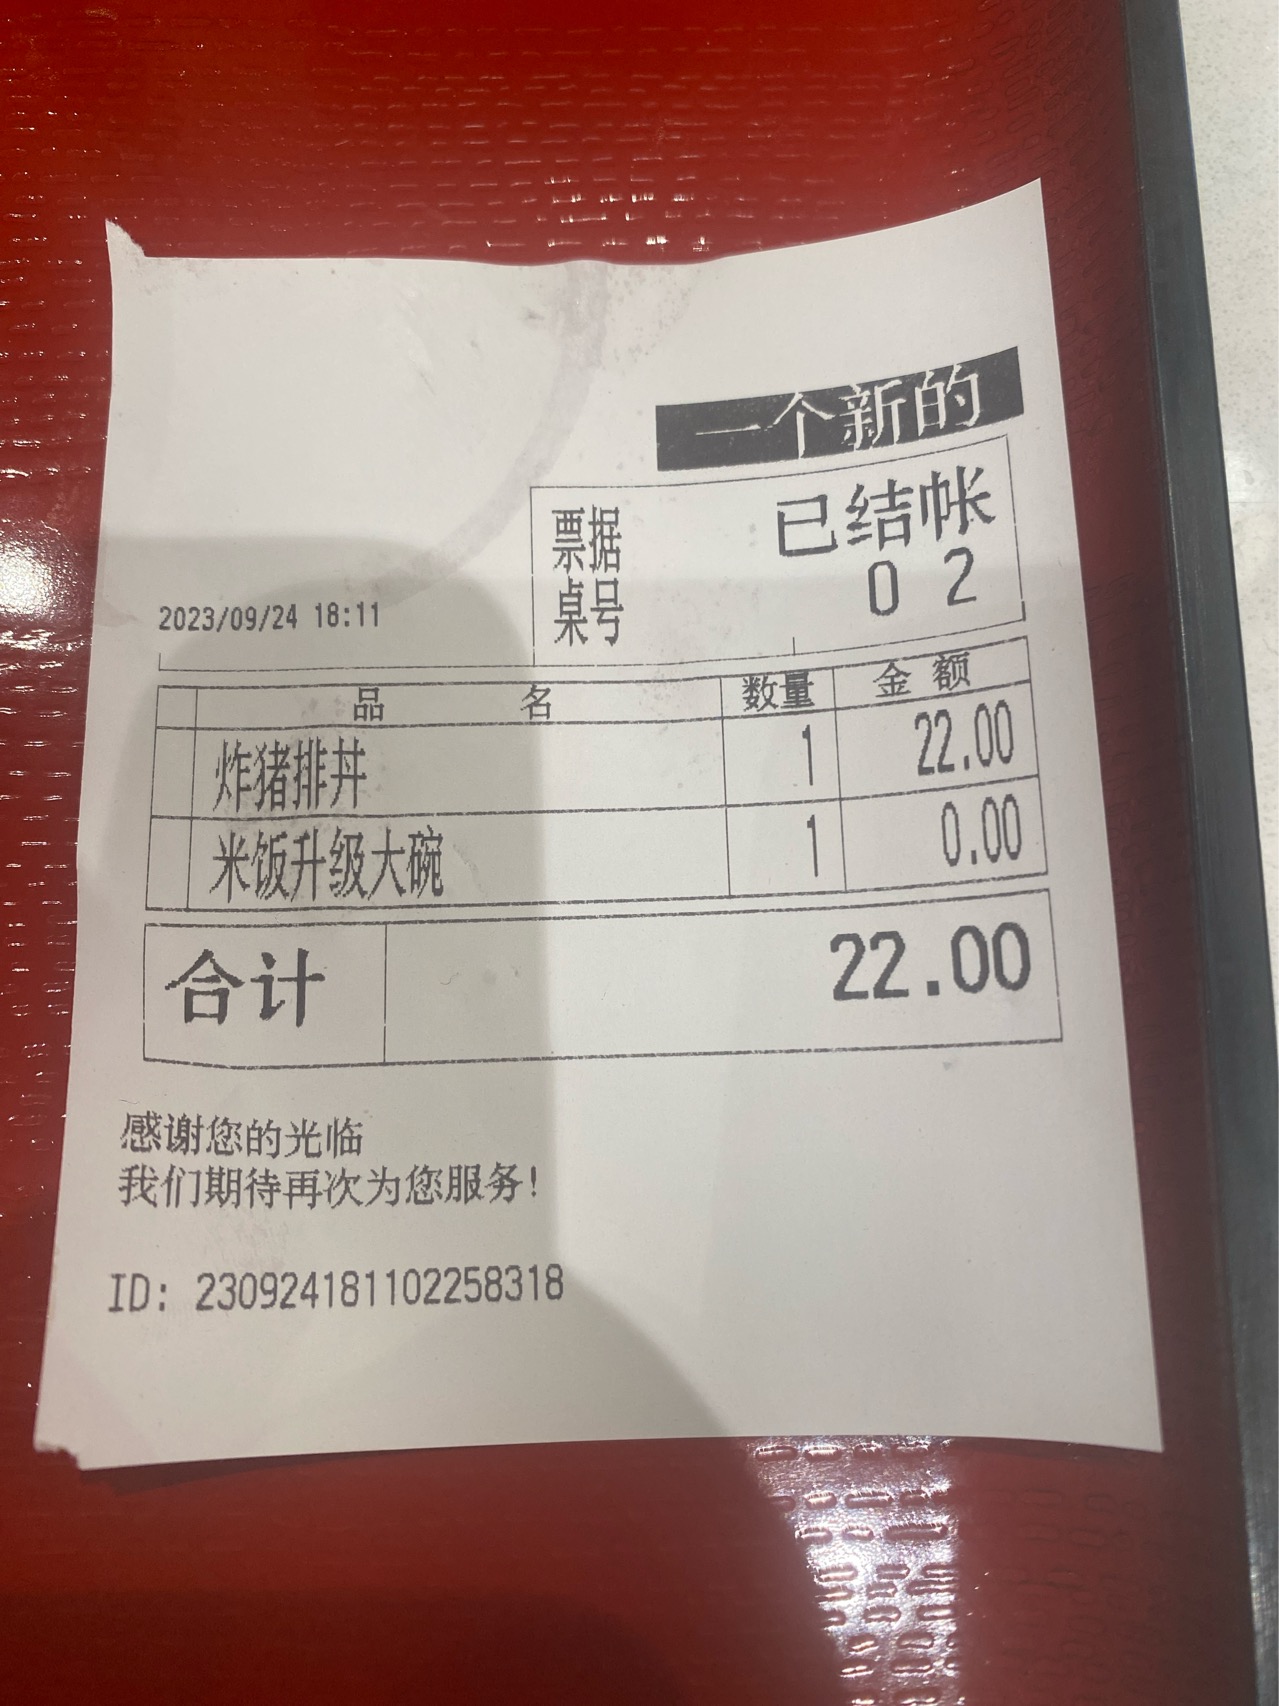 一个新的
票据 已结帐
桌号 0 2
2023/09/24 18:11
品 名 数量 金 额
炸猪排丼 1 22.00
米饭升级大碗 1 0.00
合计 22.00
感谢您的光临
我们期待再次为您服务!
ID: 230924181102258318